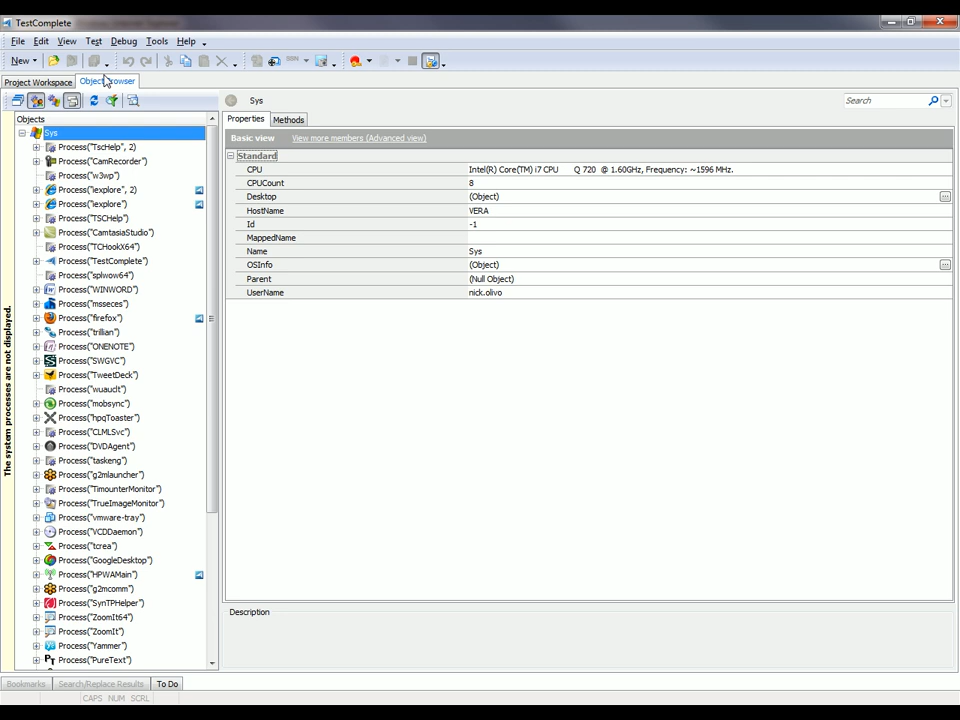 TestComplete
File Edit View Test Debug Tools Help
New
Project Workspace Object Browser
Sys
Search
Objects
Properties Methods
Sys
Process("TscHelp", 2)
Process("CamRecorder")
Process("w3wp")
Process("iexplore", 2)
Process("iexplore")
Process("TSCHelp")
Process("CamtasiaStudio")
Process("TCHookX64")
Process("TestComplete")
Process("splwow64")
Process("WINWORD")
Process("msseces")
Process("firefox")
Process("trillian")
Process("ONENOTE")
Process("SWGVC")
Process("TweetDeck")
Process("wuauclt")
Process("mobsync")
Process("hpqToaster")
Process("CLMLSvc")
Process("DVDAgent")
Process("taskeng")
Process("g2mlauncher")
Process("TimounterMonitor")
Process("TrueImageMonitor")
Process("vmware-tray")
Process("VCDDaemon")
Process("tcrea")
Process("GoogleDesktop")
Process("HPWAMain")
Process("g2mcomm")
Process("SynTPHelper")
Process("ZoomIt64")
Process("ZoomIt")
Process("Yammer")
Process("PureText")
The system processes are not displayed.
Basic view View more members (Advanced view)
Standard
CPU Intel(R) Core(TM) i7 CPU Q 720 @ 1.60GHz, Frequency: ~1596 MHz.
CPUCount 8
Desktop (Object)
HostName VERA
Id -1
MappedName
Name Sys
OSInfo (Object)
Parent (Null Object)
UserName nick.olivo
Description
Bookmarks Search/Replace Results To Do
CAPS NUM SCRL